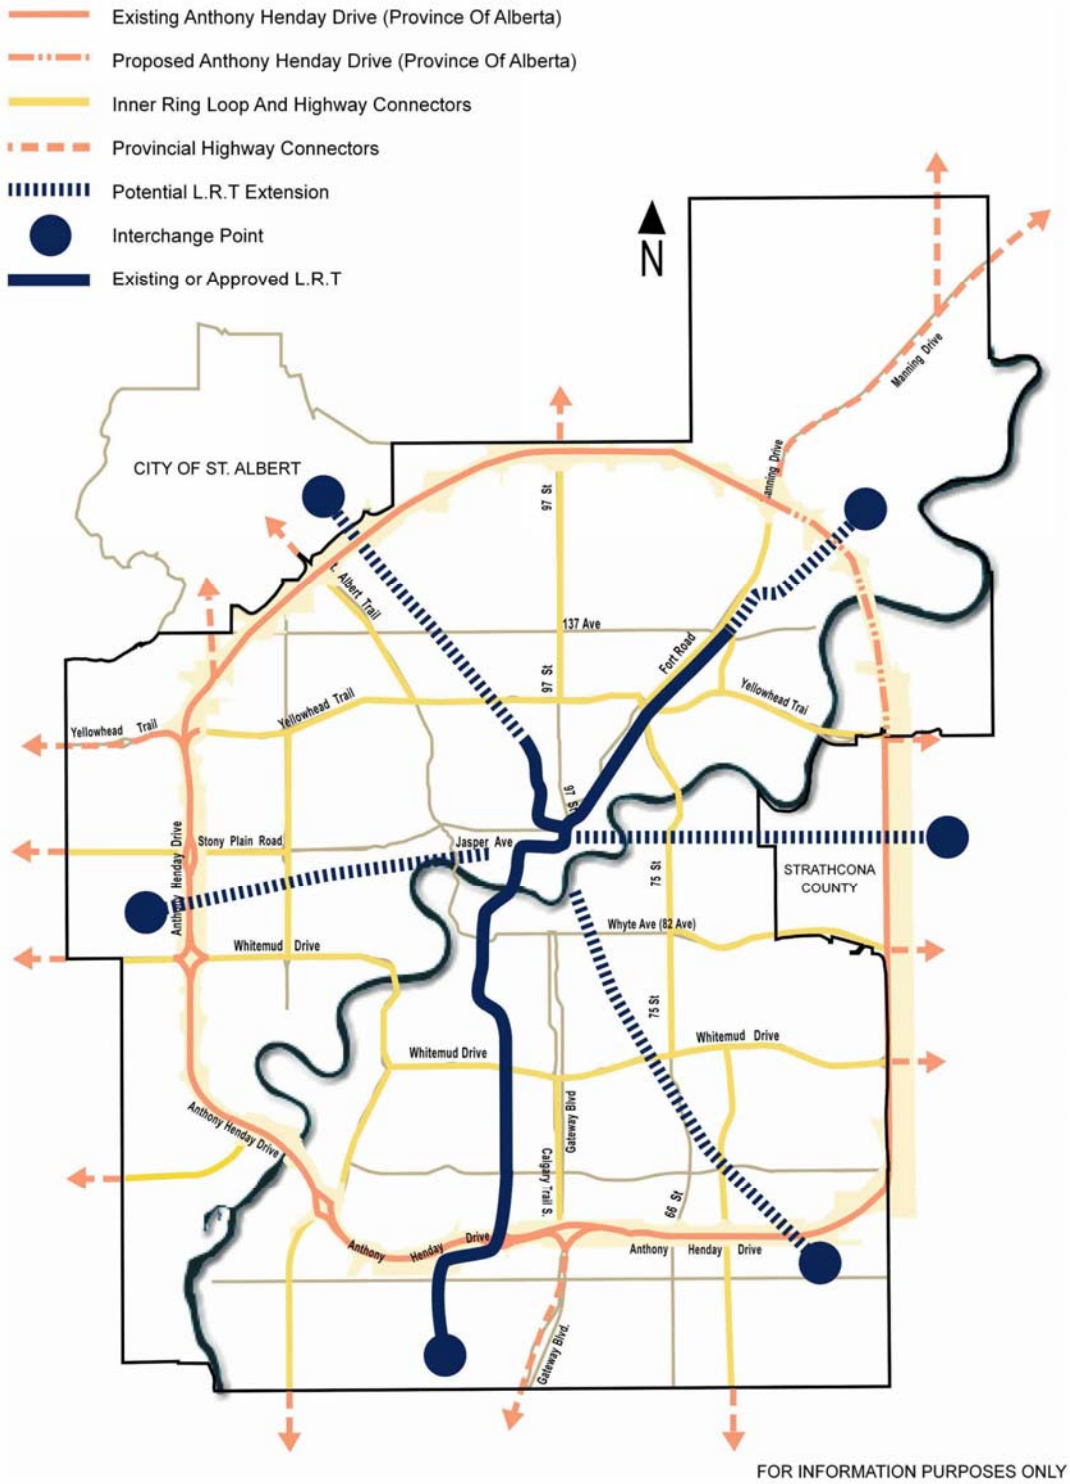 Existing Anthony Henday Drive (Province Of Alberta)
Proposed Anthony Henday Drive (Province Of Alberta)
Inner Ring Loop And Highway Connectors
Provincial Highway Connectors
Potential L.R.T Extension
Interchange Point
Existing or Approved L.R.T
N
Manning Drive
anning Drive
CITY OF ST. ALBERT
97 St
t. Albert Trail
137 Ave
Fort Road
97 St
Yellowhead Trail
Yellowhead Trai
Yellowhead Trail
97 St
Stony Plain Road
Jasper Ave
Anthony Henday Drive
STRATHCONA
COUNTY
75 St
Whyte Ave (82 Ave)
Whitemud Drive
75 St
Whitemud Drive
Whitemud Drive
Gateway Blvd
Anthony Henday Drive
Calgary Trail S.
66 St
Anthony Henday Drive
Anthony Henday Drive
Gateway Blvd.
FOR INFORMATION PURPOSES ONLY